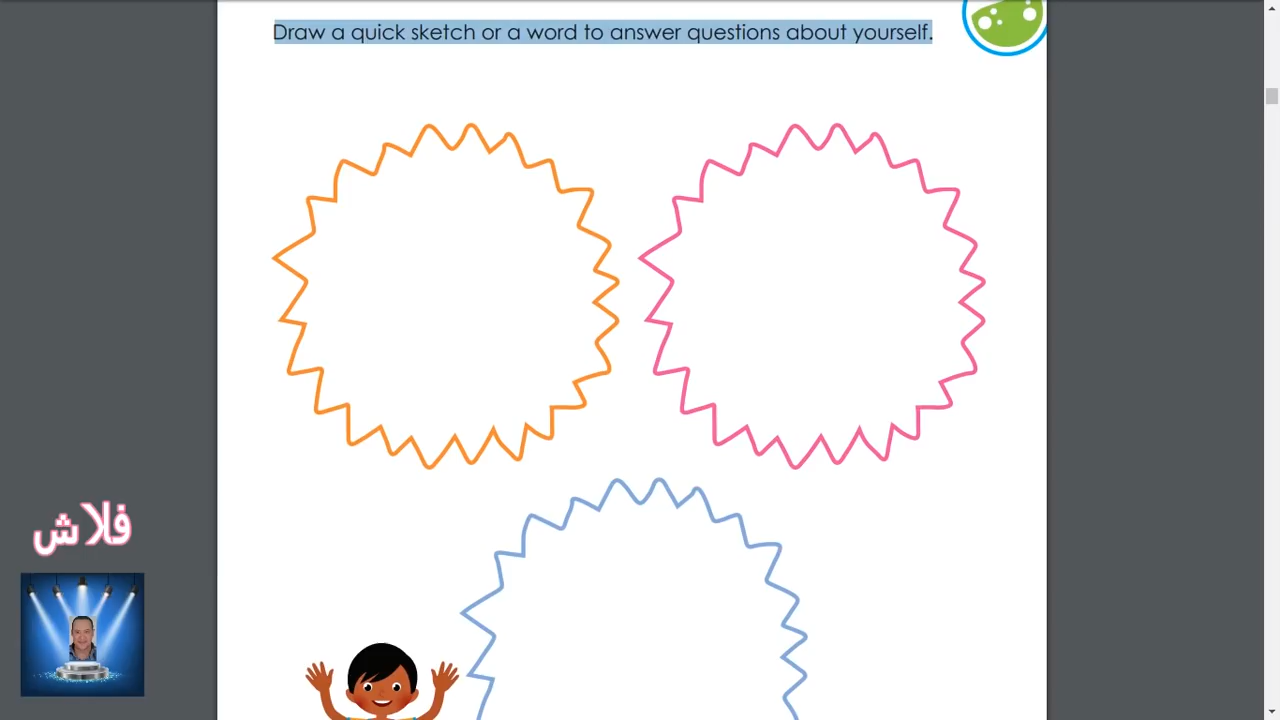 Draw a quick sketch or a word to answer questions about yourself.
فلاش